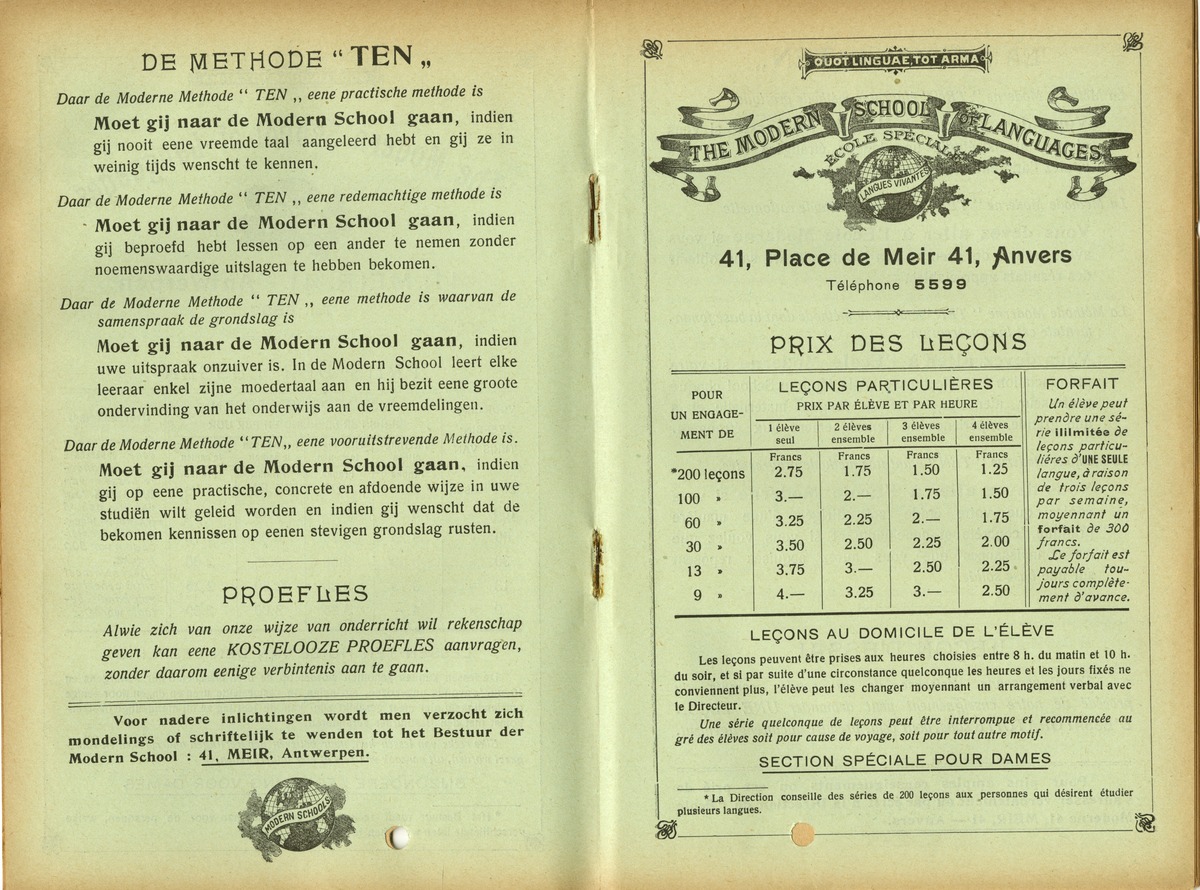 DE METHODE “ TEN „
Daar de Moderne Methode “ TEN „ eene practische methode is
Moet gij naar de Modern School gaan, indien
gij nooit eene vreemde taal aangeleerd hebt en gij ze in
weinig tijds wenscht te kennen.
Daar de Moderne Methode “ TEN „ eene redemachtige methode is
Moet gij naar de Modern School gaan, indien
gij beproefd hebt lessen op een ander te nemen zonder
noemenswaardige uitslagen te hebben bekomen.
Daar de Moderne Methode “ TEN „ eene methode is waarvan de
samenspraak de grondslag is
Moet gij naar de Modern School gaan, indien
uwe uitspraak onzuiver is. In de Modern School leert elke
leeraar enkel zijne moedertaal aan en hij bezit eene groote
ondervinding van het onderwijs aan de vreemdelingen.
Daar de Moderne Methode “TEN„ eene vooruitstrevende Methode is.
Moet gij naar de Modern School gaan, indien
gij op eene practische, concrete en afdoende wijze in uwe
studiën wilt geleid worden en indien gij wenscht dat de
bekomen kennissen op eenen stevigen grondslag rusten.
PROEFLES
Alwie zich van onze wijze van onderricht wil rekenschap
geven kan eene KOSTELOOZE PROEFLES aanvragen,
zonder daarom eenige verbintenis aan te gaan.
Voor nadere inlichtingen wordt men verzocht zich
mondelings of schriftelijk te wenden tot het Bestuur der
Modern School : 41, MEIR, Antwerpen.
MODERN SCHOOLS
QUOT LINGUAE, TOT ARMA
THE MODERN SCHOOL OF LANGUAGES
ÉCOLE SPÉCIALE
LANGUES VIVANTES
41, Place de Meir 41, Anvers
Téléphone 5599
PRIX DES LEÇONS
POUR
UN ENGAGE-
MENT DE
LEÇONS PARTICULIÈRES
PRIX PAR ÉLÈVE ET PAR HEURE
1 élève
seul
2 élèves
ensemble
3 élèves
ensemble
4 élèves
ensemble
Francs Francs Francs Francs
*200 leçons 2.75 1.75 1.50 1.25
100 » 3.— 2.— 1.75 1.50
60 » 3.25 2.25 2.— 1.75
30 » 3.50 2.50 2.25 2.00
13 » 3.75 3.— 2.50 2.25
9 » 4.— 3.25 3.— 2.50
FORFAIT
Un élève peut
prendre une sé-
rie ililmitée de
leçons particu-
liéres d'UNE SEULE
langue, à raison
de trois leçons
par semaine,
moyennant un
forfait de 300
francs.
Le forfait est
payable tou-
jours complète-
ment d'avance.
LEÇONS AU DOMICILE DE L'ÉLÈVE
Les leçons peuvent être prises aux heures choisies entre 8 h. du matin et 10 h.
du soir, et si par suite d'une circonstance quelconque les heures et les jours fixés ne
conviennent plus, l'élève peut les changer moyennant un arrangement verbal avec
le Directeur.
Une série quelconque de leçons peut être interrompue et recommencée au
gré des élèves soit pour cause de voyage, soit pour tout autre motif.
SECTION SPÉCIALE POUR DAMES
* La Direction conseille des séries de 200 leçons aux personnes qui désirent étudier
plusieurs langues.